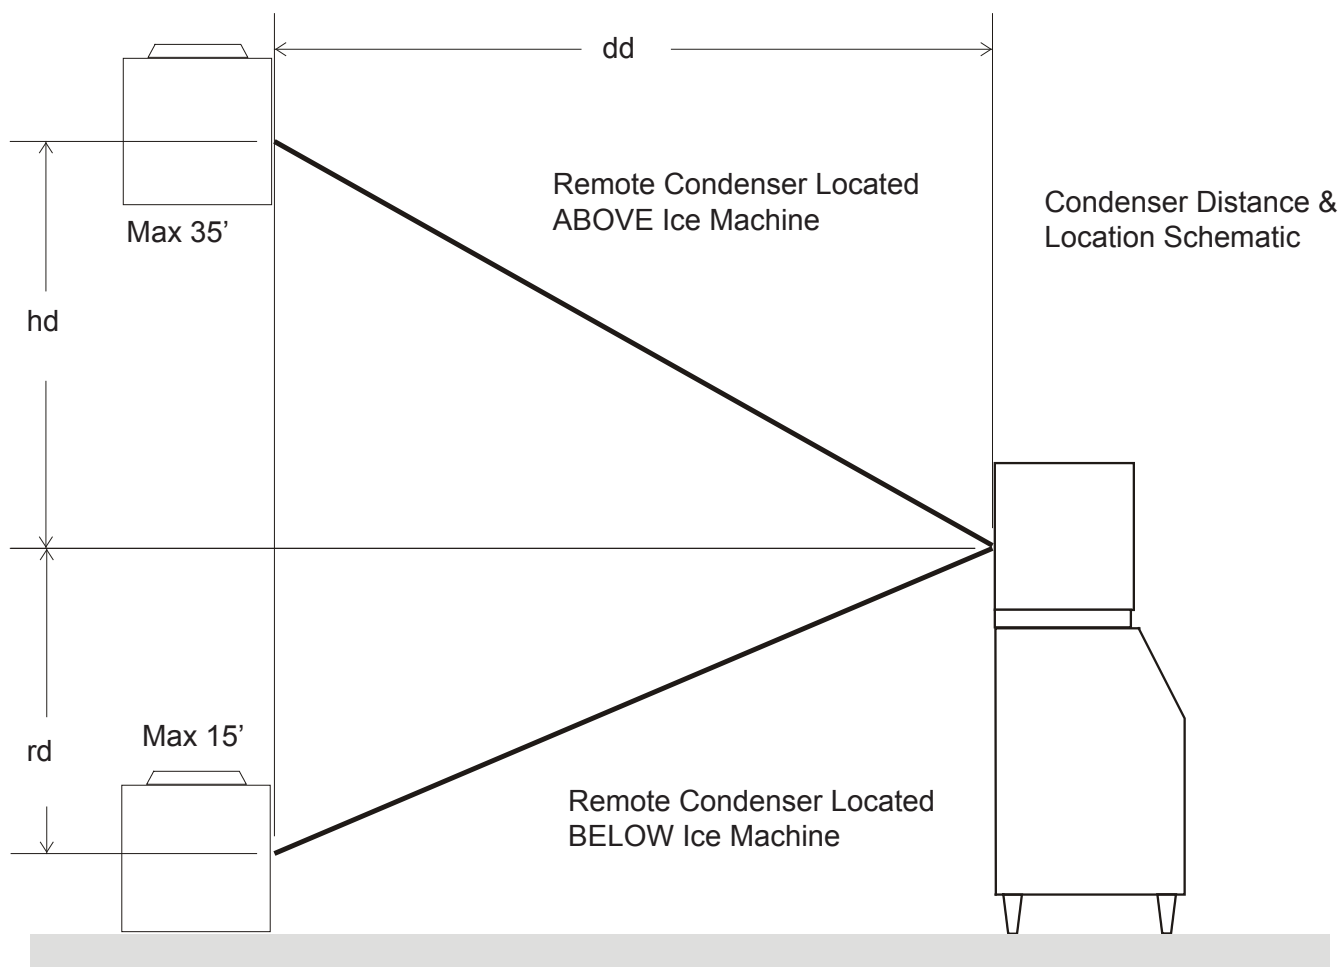 dd
Remote Condenser Located
ABOVE Ice Machine
Condenser Distance &
Location Schematic
Max 35’
hd
Max 15’
rd
Remote Condenser Located
BELOW Ice Machine